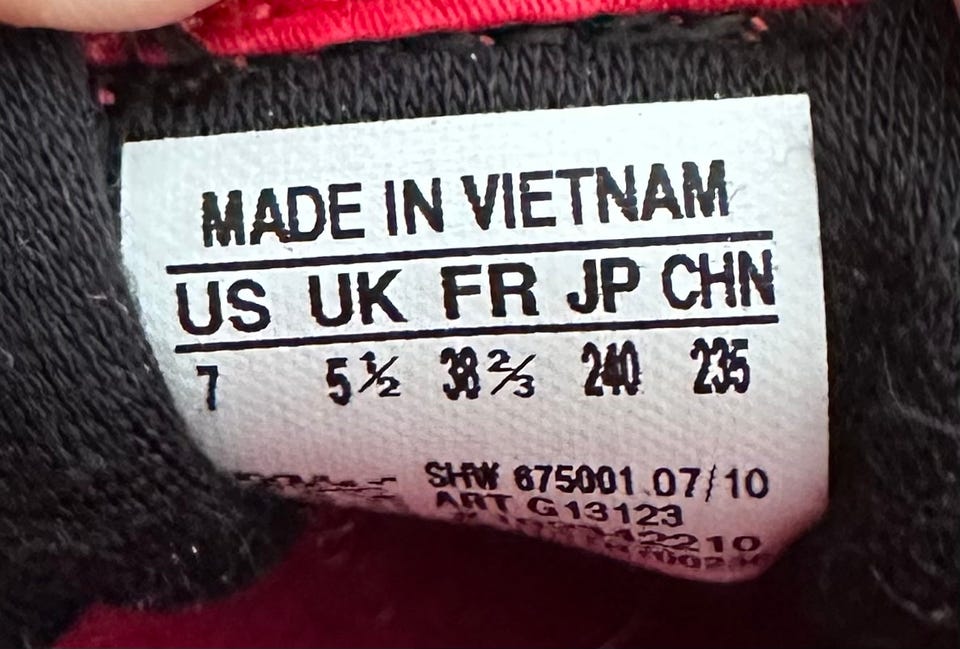 MADE IN VIETNAM
US UK FR JP CHN
7 5½ 38⅔ 240 235
SHW 675001 07/10
ART G13123